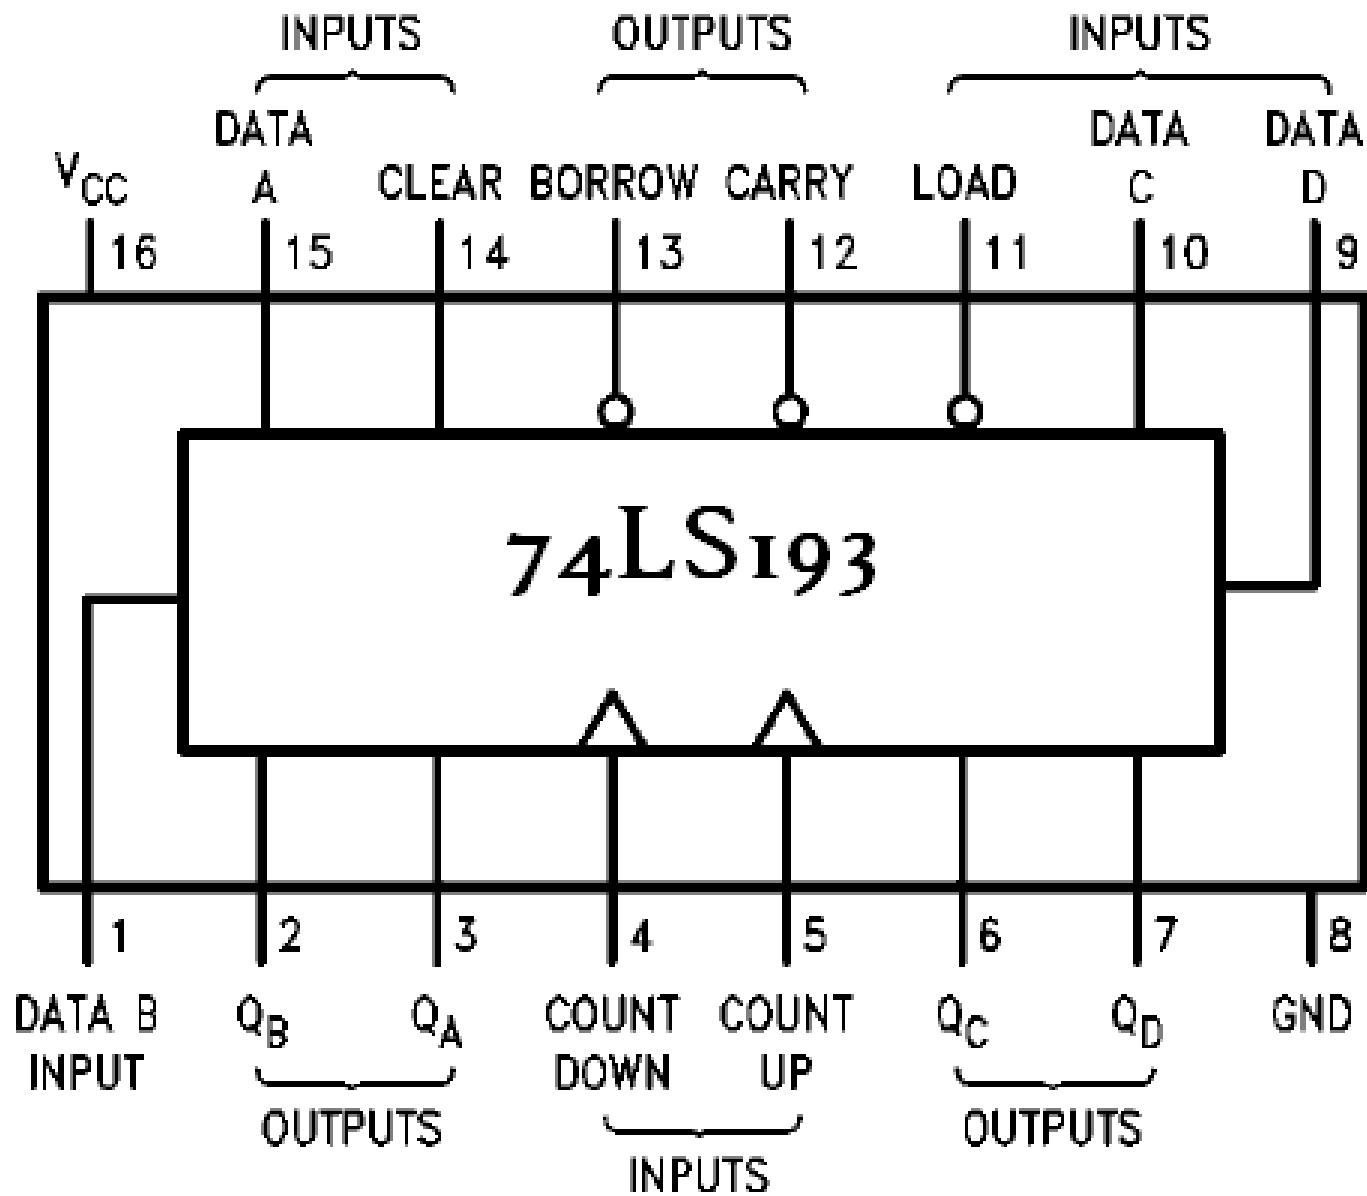 INPUTS OUTPUTS INPUTS
DATA DATA DATA
VCC A CLEAR BORROW CARRY LOAD C D
16 15 14 13 12 11 10 9
74LS193
1 2 3 4 5 6 7 8
DATA B QB QA COUNT COUNT QC QD GND
INPUT DOWN UP
OUTPUTS OUTPUTS
INPUTS